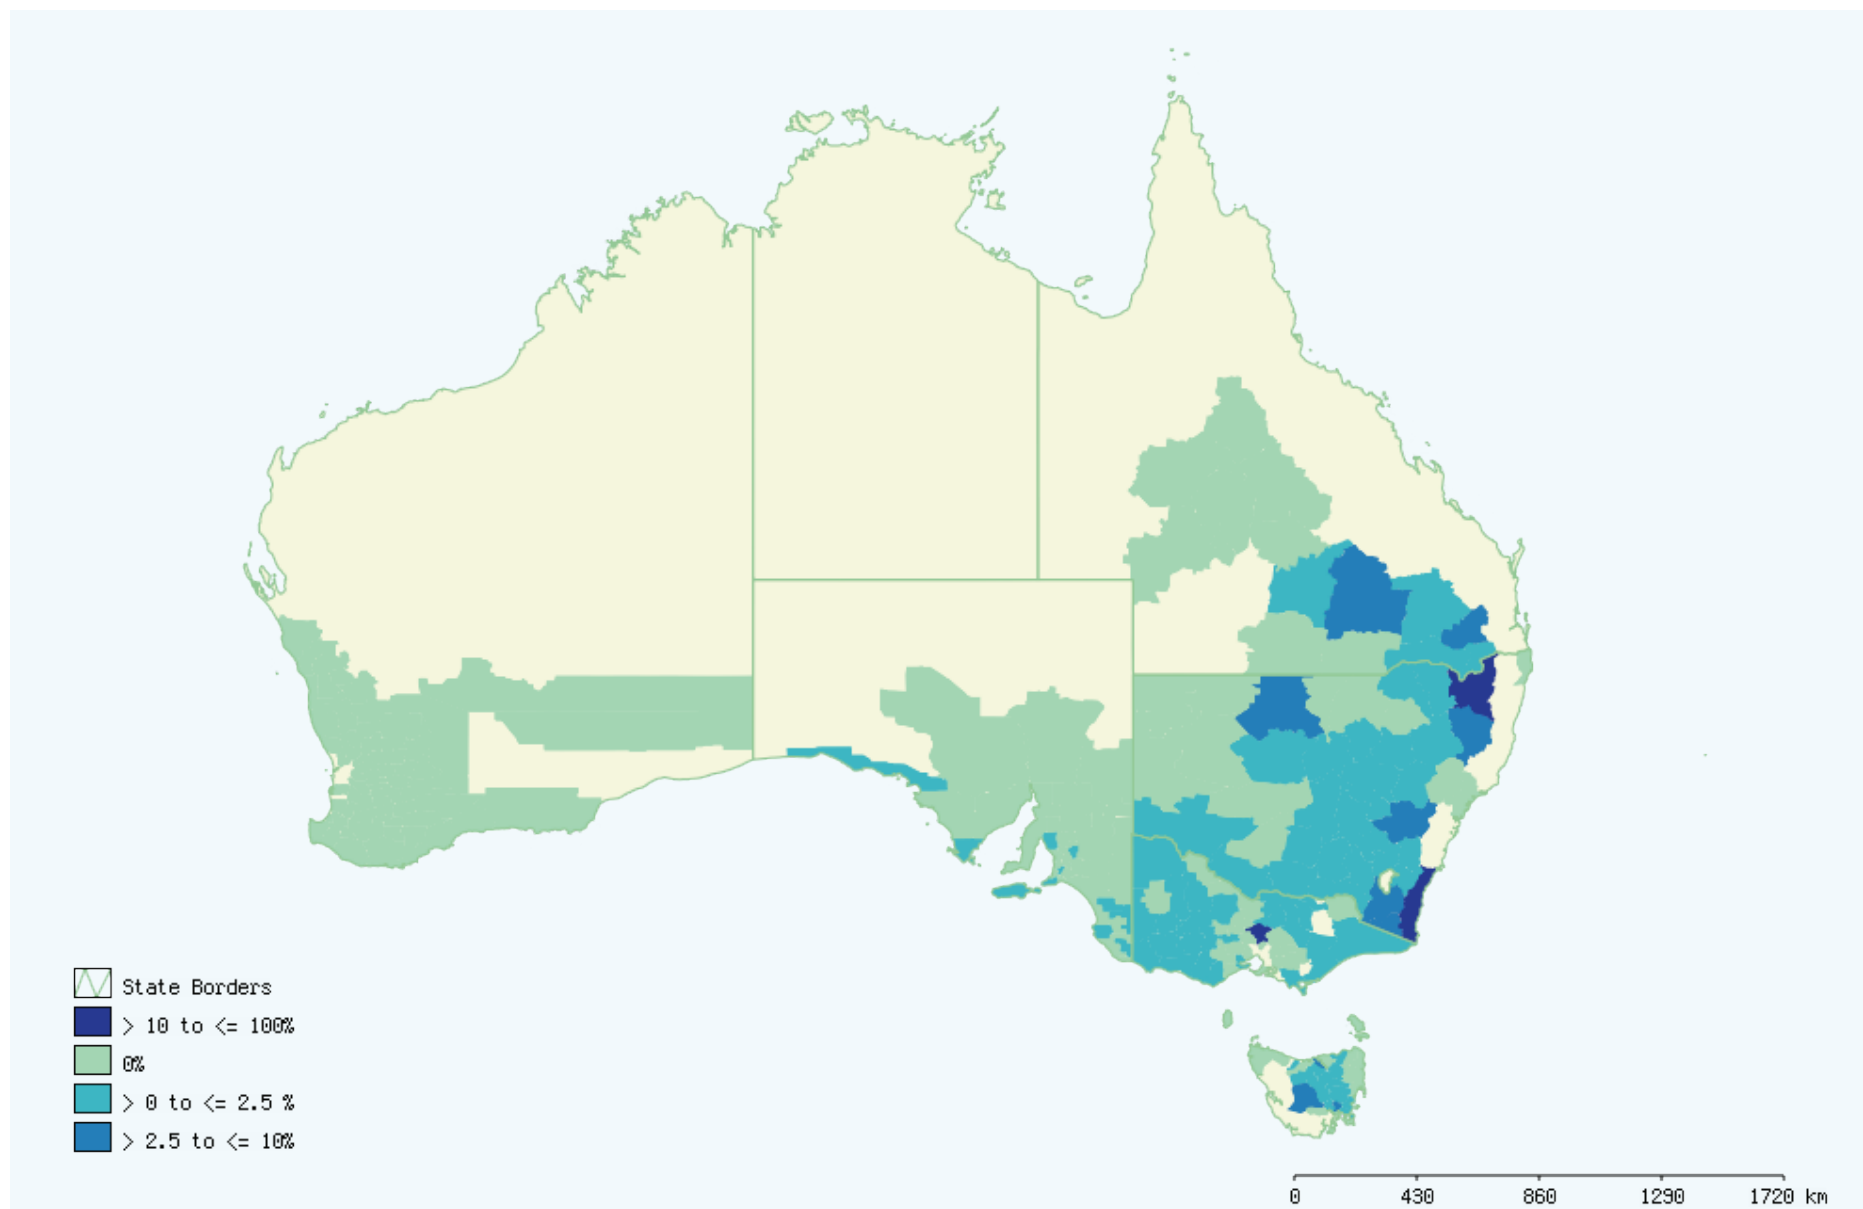 State Borders
> 10 to <= 100%
0%
> 0 to <= 2.5 %
> 2.5 to <= 10%
0 430 860 1290 1720 km